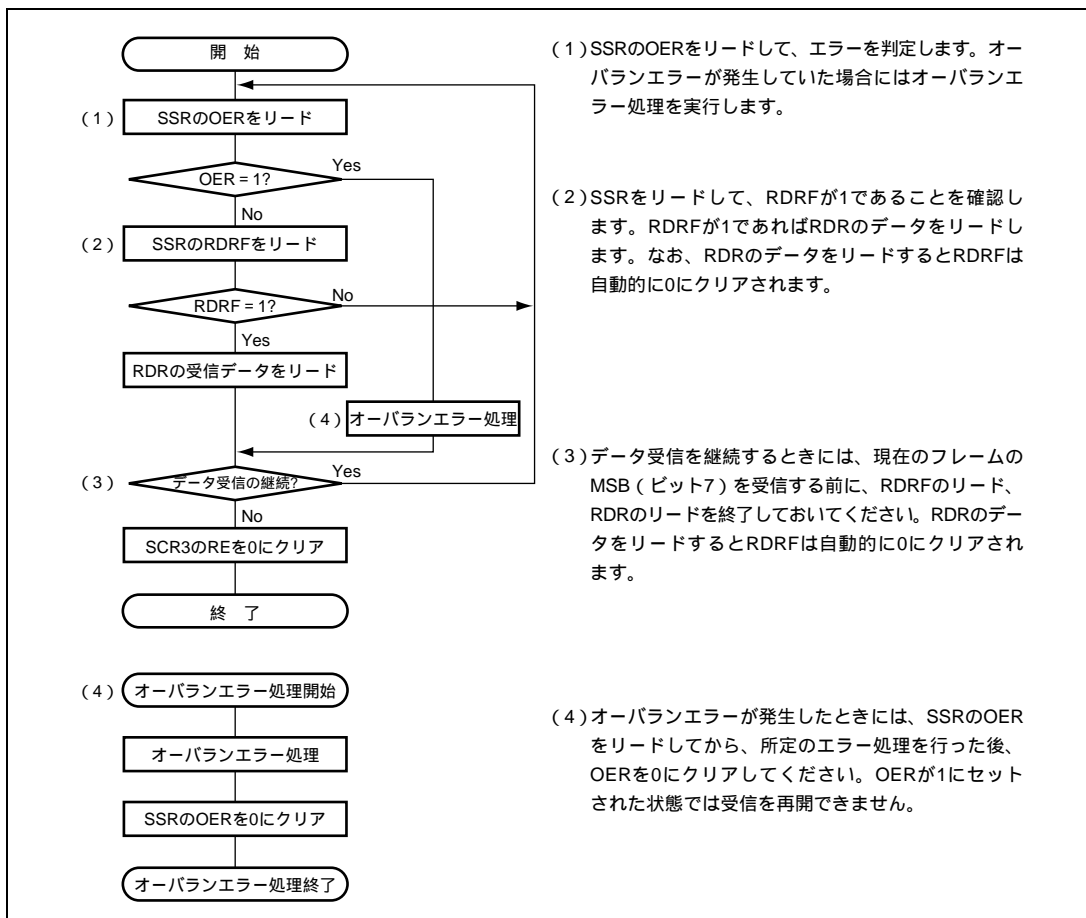 開 始
(1) SSRのOERをリード
OER = 1?
Yes
No
(2) SSRのRDRFをリード
RDRF = 1?
No
Yes
RDRの受信データをリード
(4) オーバランエラー処理
(3) データ受信の継続?
Yes
No
SCR3のREを0にクリア
終 了
(4) オーバランエラー処理開始
オーバランエラー処理
SSRのOERを0にクリア
オーバランエラー処理終了
(1)SSRのOERをリードして、エラーを判定します。オー
バランエラーが発生していた場合にはオーバランエ
ラー処理を実行します。
(2)SSRをリードして、RDRFが1であることを確認し
ます。RDRFが1であればRDRのデータをリードし
ます。なお、RDRのデータをリードするとRDRFは
自動的に0にクリアされます。
(3)データ受信を継続するときには、現在のフレームの
MSB(ビット7)を受信する前に、RDRFのリード、
RDRのリードを終了しておいてください。RDRのデー
タをリードするとRDRFは自動的に0にクリアされ
ます。
(4)オーバランエラーが発生したときには、SSRのOER
をリードしてから、所定のエラー処理を行った後、
OERを0にクリアしてください。OERが1にセット
された状態では受信を再開できません。